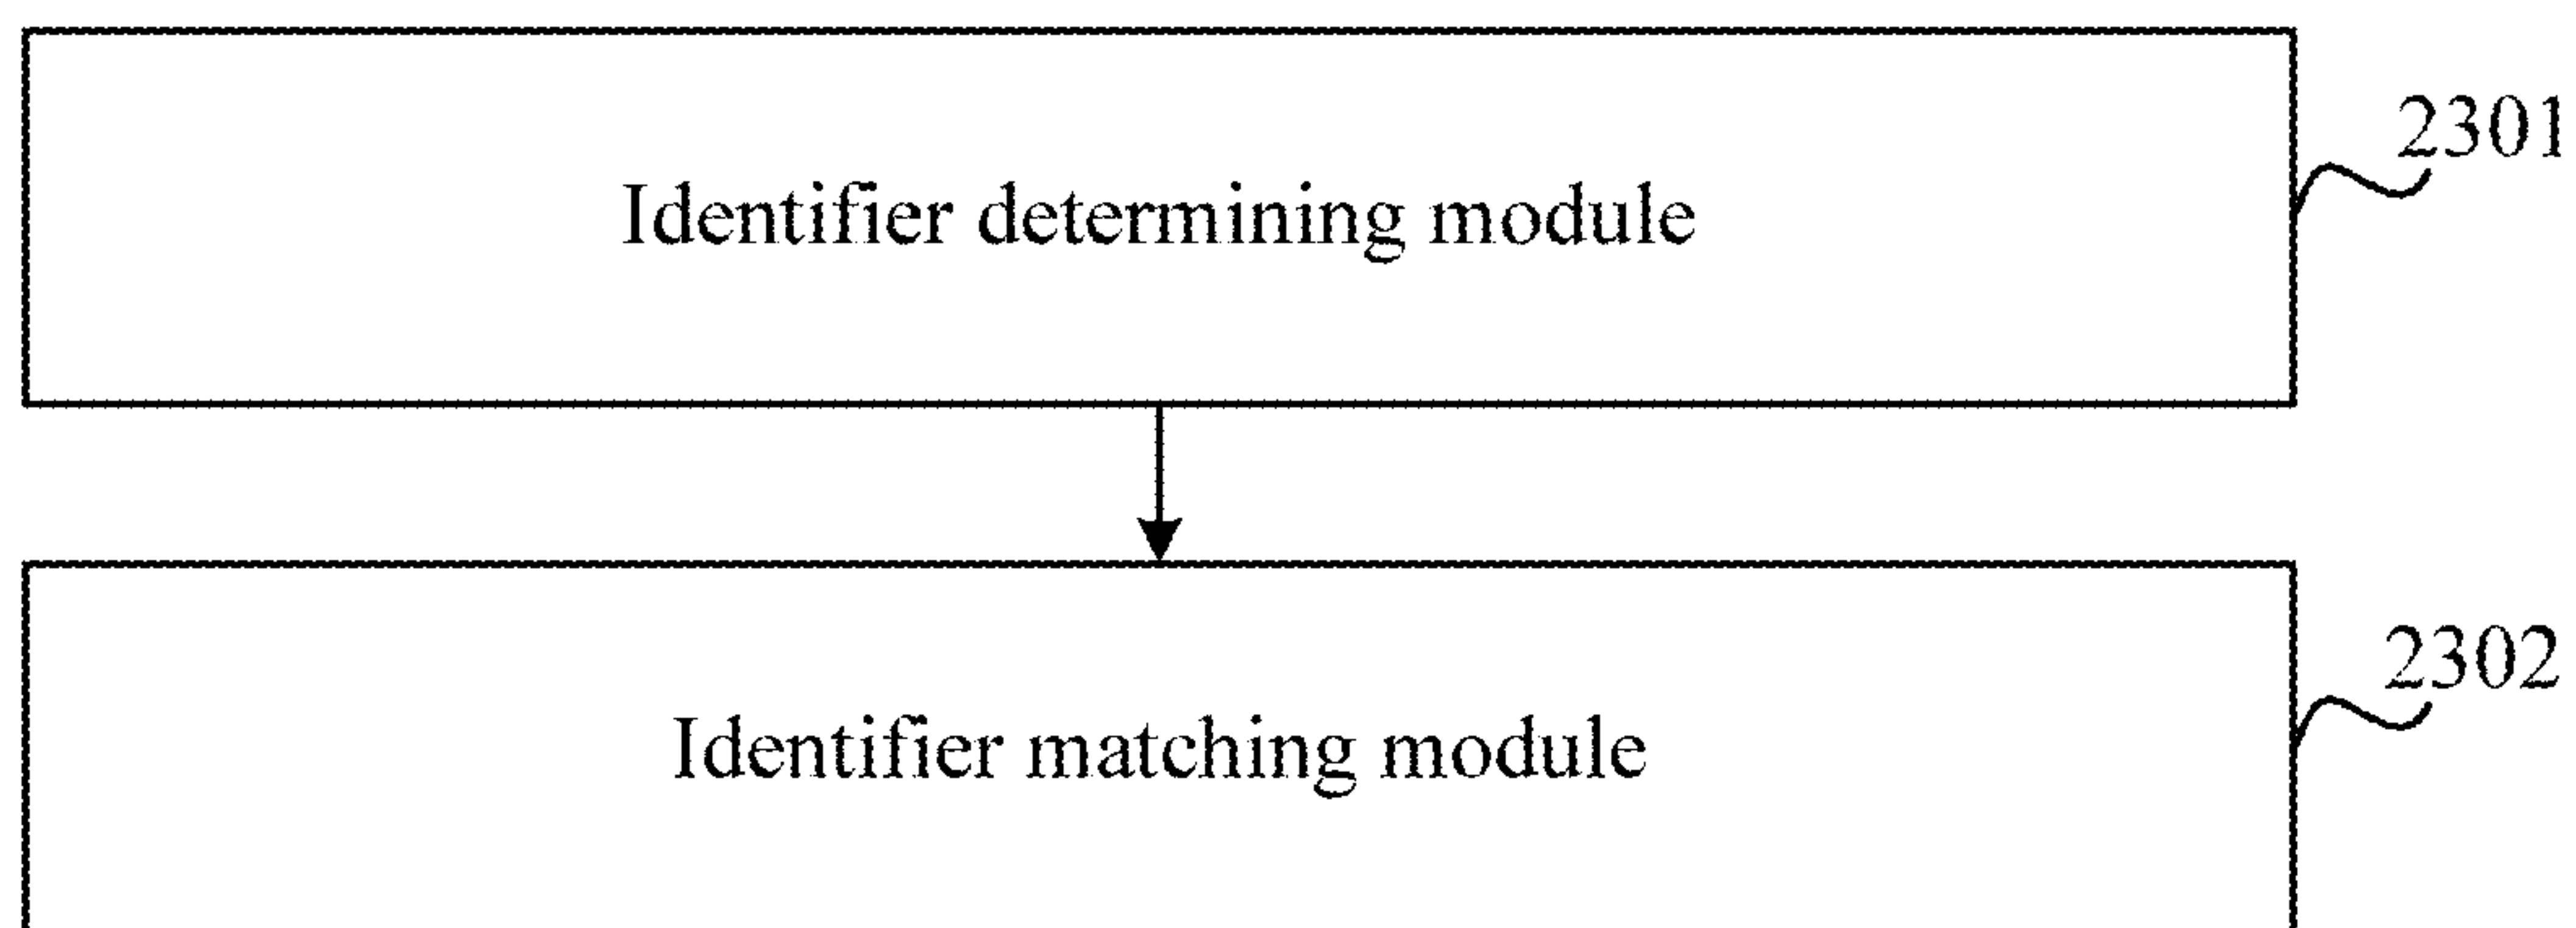 2301
Identifier determining module
2302
Identifier matching module